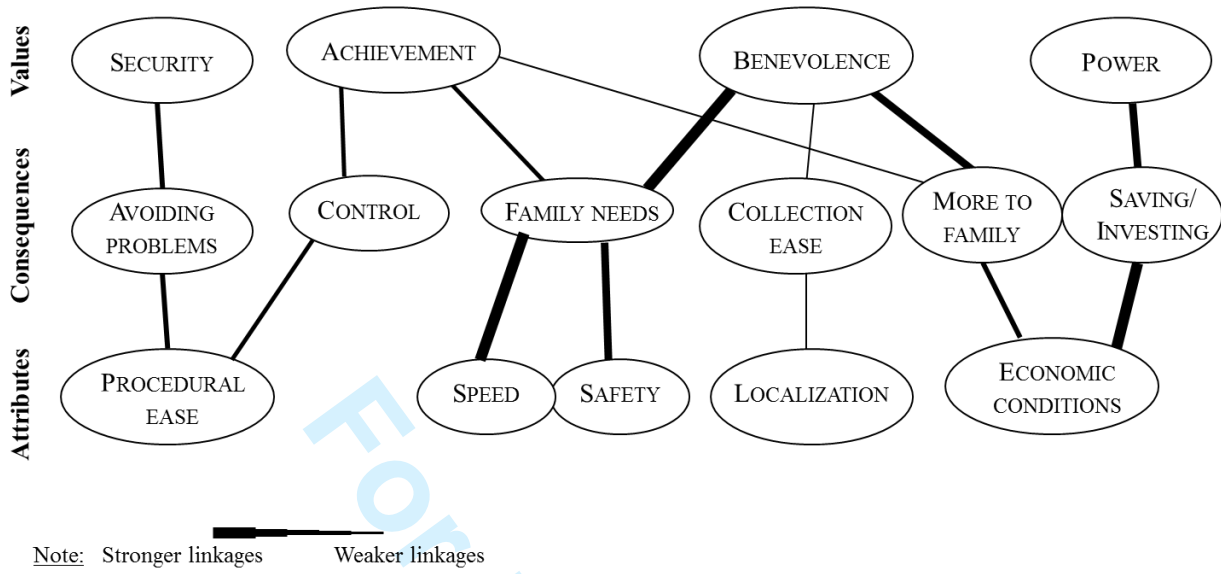 Values
SECURITY
ACHIEVEMENT
BENEVOLENCE
POWER
Consequences
AVOIDING
PROBLEMS
CONTROL
FAMILY NEEDS
COLLECTION
EASE
MORE TO
FAMILY
SAVING/
INVESTING
Attributes
PROCEDURAL
EASE
SPEED
SAFETY
LOCALIZATION
ECONOMIC
CONDITIONS
For
Note: Stronger linkages Weaker linkages